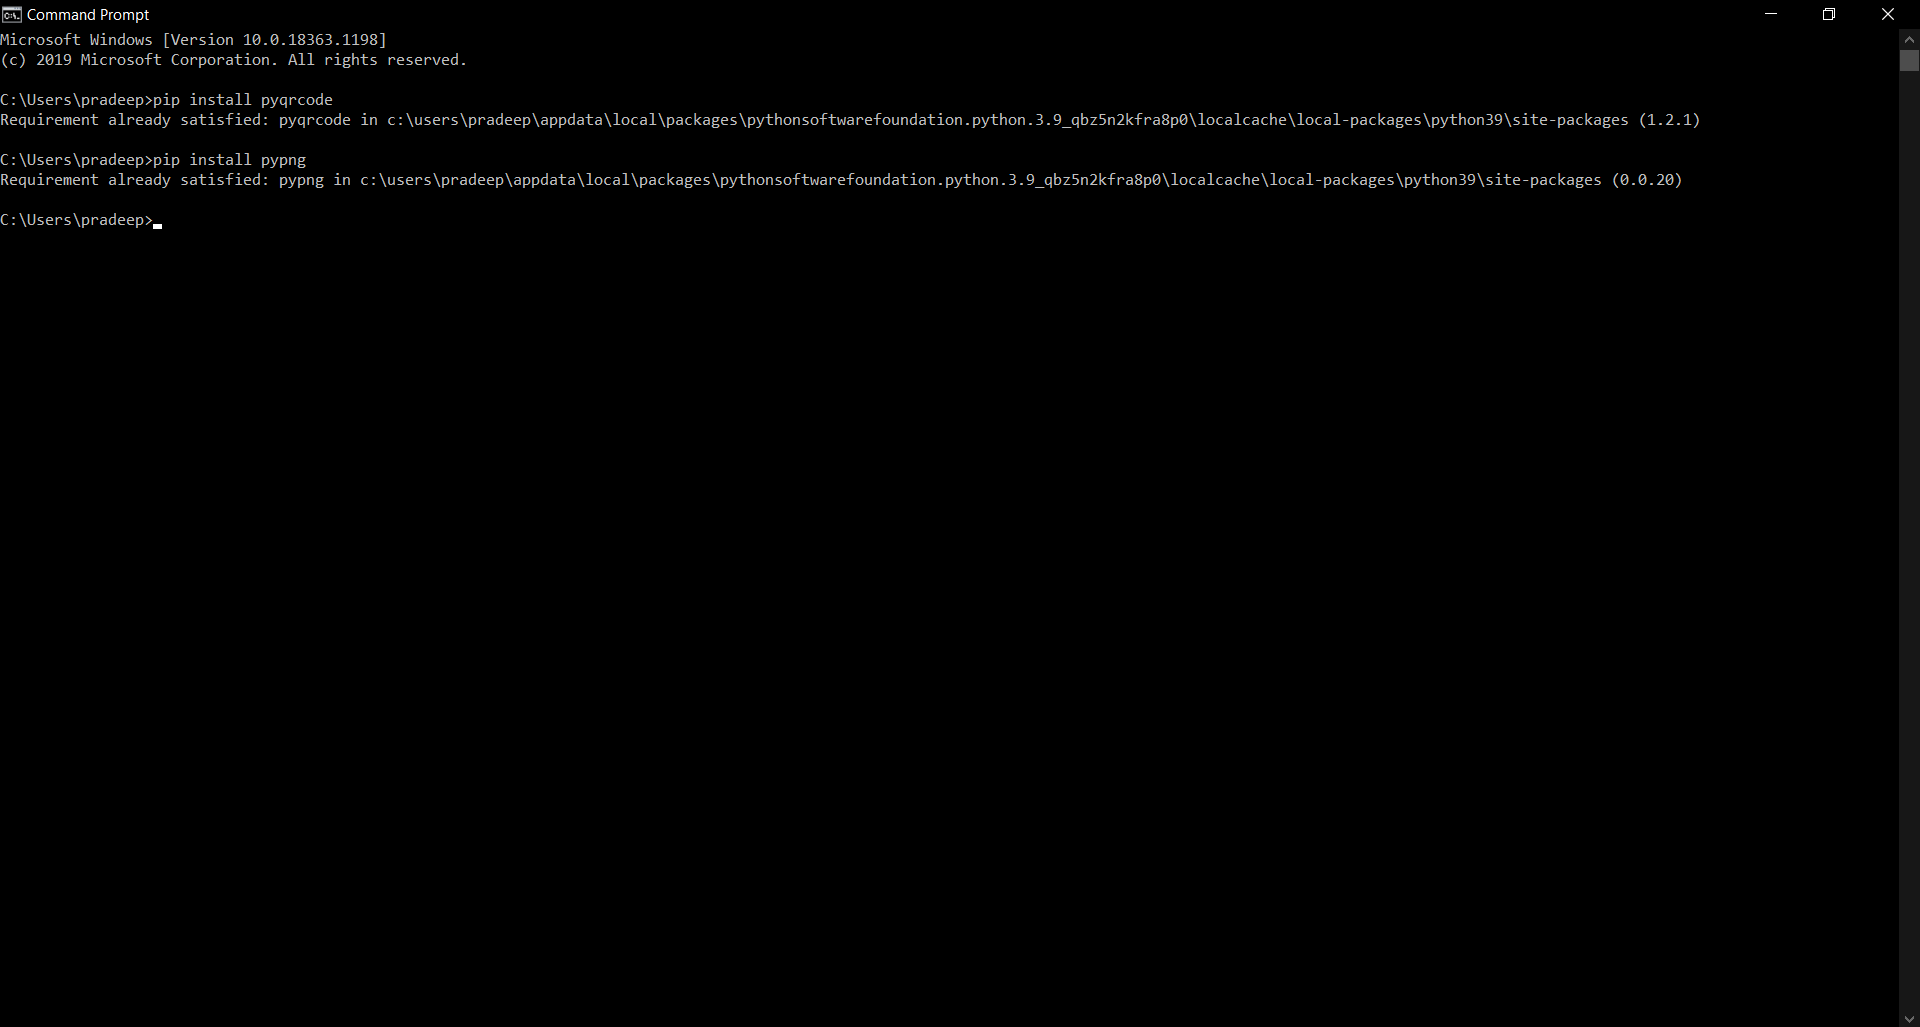 Command Prompt
Microsoft Windows [Version 10.0.18363.1198]
(c) 2019 Microsoft Corporation. All rights reserved.
C:\Users\pradeep>pip install pyqrcode
Requirement already satisfied: pyqrcode in c:\users\pradeep\appdata\local\packages\pythonsoftwarefoundation.python.3.9_qbz5n2kfra8p0\localcache\local-packages\python39\site-packages (1.2.1)
C:\Users\pradeep>pip install pypng
Requirement already satisfied: pypng in c:\users\pradeep\appdata\local\packages\pythonsoftwarefoundation.python.3.9_qbz5n2kfra8p0\localcache\local-packages\python39\site-packages (0.0.20)
C:\Users\pradeep>